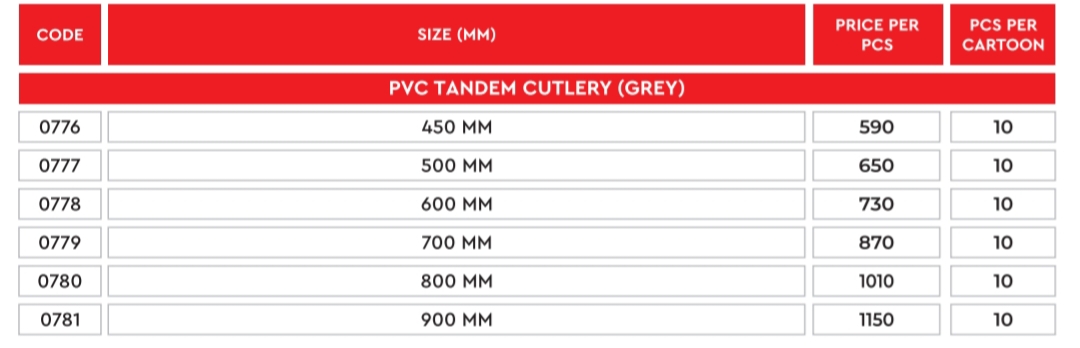 CODE SIZE (MM) PRICE PER PCS PCS PER CARTOON
PVC TANDEM CUTLERY (GREY)
0776 450 MM 590 10
0777 500 MM 650 10
0778 600 MM 730 10
0779 700 MM 870 10
0780 800 MM 1010 10
0781 900 MM 1150 10